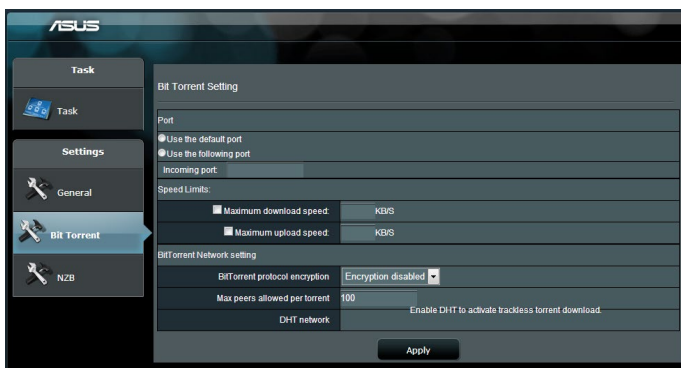 ASUS
Task
Task
Settings
General
Bit Torrent
NZB
Bit Torrent Setting
Port
Use the default port
Use the following port
Incoming port:
Speed Limits:
Maximum download speed: KB/S
Maximum upload speed: KB/S
BitTorrent Network setting
BitTorrent protocol encryption Encryption disabled
Max peers allowed per torrent 100
DHT network Enable DHT to activate trackless torrent download.
Apply